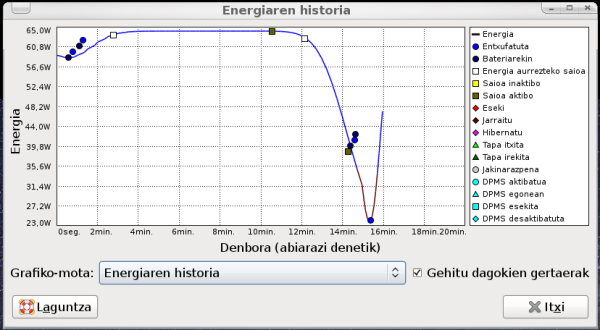 Energiaren historia
65,0W
60,8W
56,6W
52,4W
48,2W
44,0W
39,8W
35,6W
31,4W
27,2W
23,0W
Energia
0seg. 2min. 4min. 6min. 8min. 10min. 12min. 14min. 16min. 18min.20min.
Denbora (abiarazi denetik)
Energia
Entxufatuta
Bateriarekin
Energia aurrezteko saioa
Saioa inaktibo
Saioa aktibo
Eseki
Jarraitu
Hibernatu
Tapa itxita
Tapa irekita
Jakinarazpena
DPMS aktibatua
DPMS egonean
DPMS esekita
DPMS desaktibatuta
Grafiko-mota: Energiaren historia
Gehitu dagokien gertaerak
Laguntza
Itxi